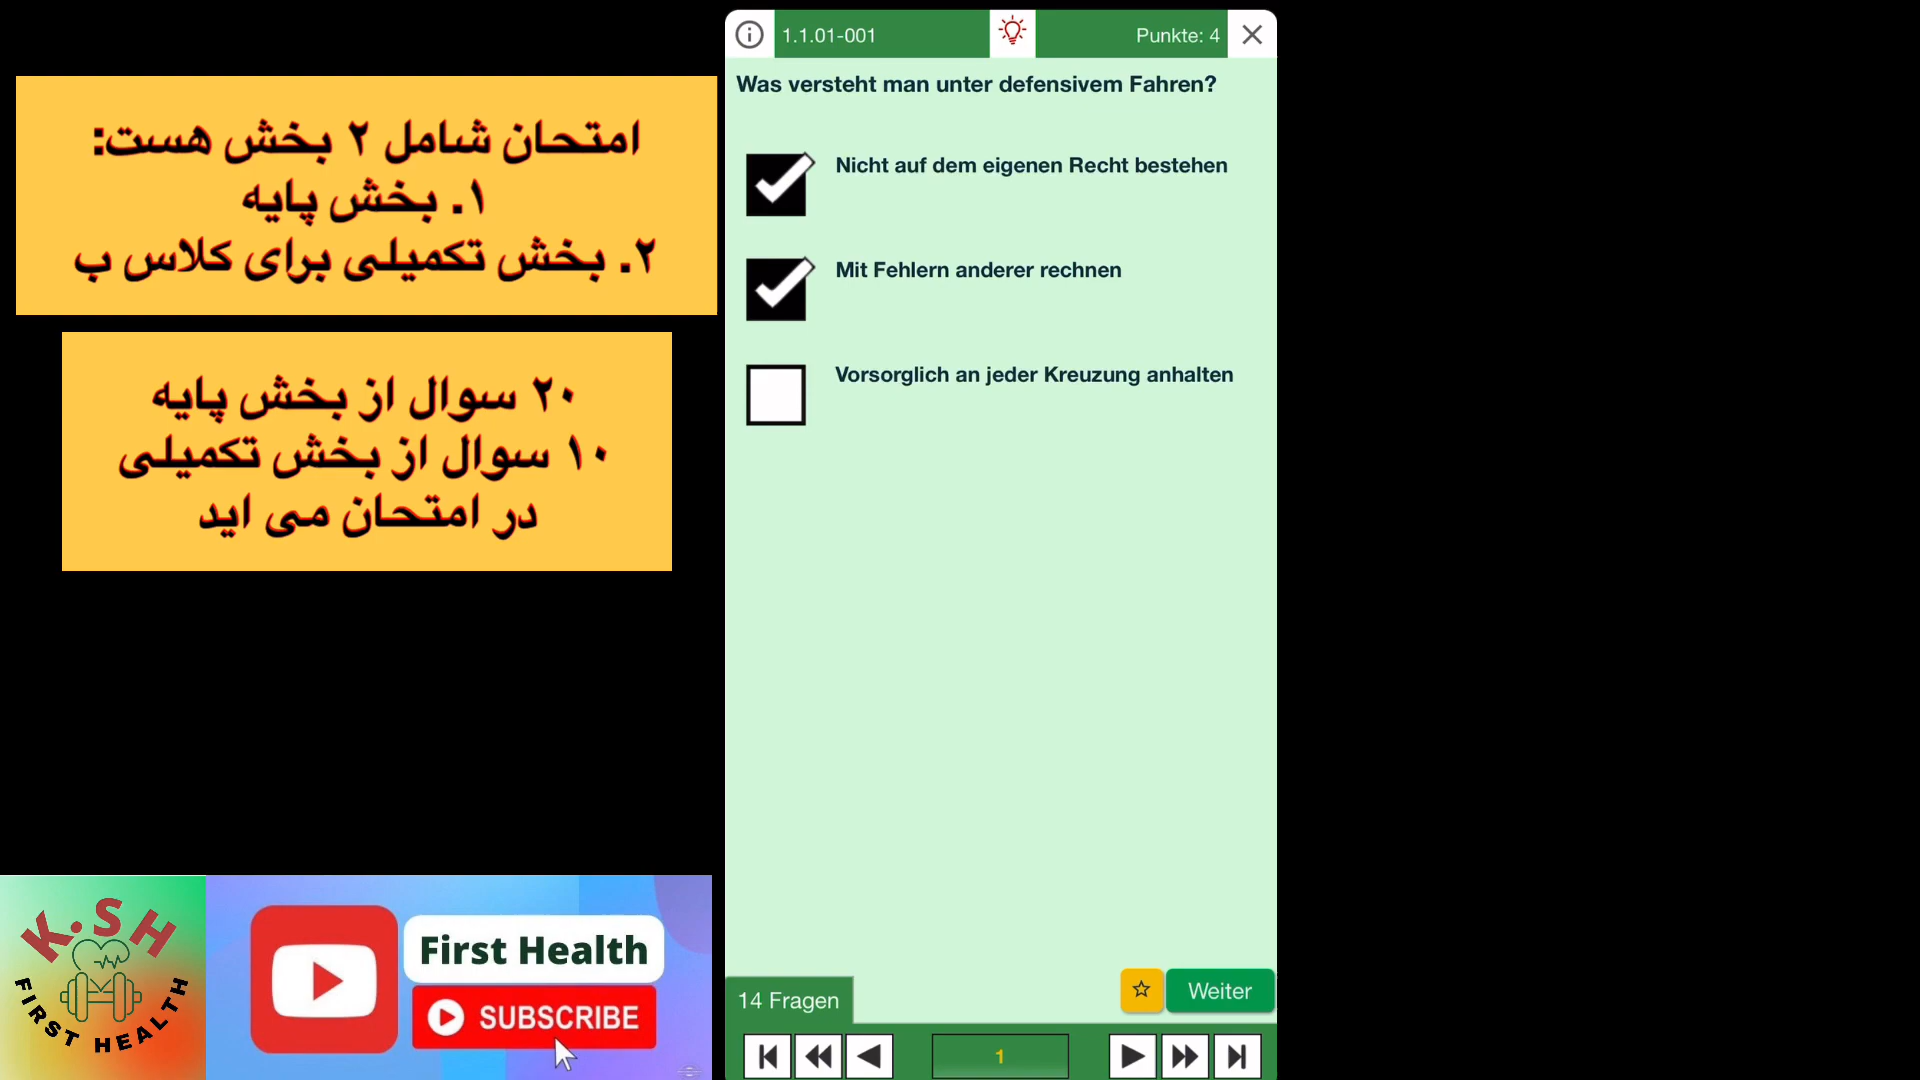 امتحان شامل ۲ بخش هست:
۱. بخش پایه
۲. بخش تکمیلی برای کلاس ب
۲۰ سوال از بخش پایه
۱۰ سوال از بخش تکمیلی
در امتحان می اید
1.1.01-001
Punkte: 4
Was versteht man unter defensivem Fahren?
Nicht auf dem eigenen Recht bestehen
Mit Fehlern anderer rechnen
Vorsorglich an jeder Kreuzung anhalten
14 Fragen
Weiter
1
K.SH
FIRST HEALTH
First Health
SUBSCRIBE